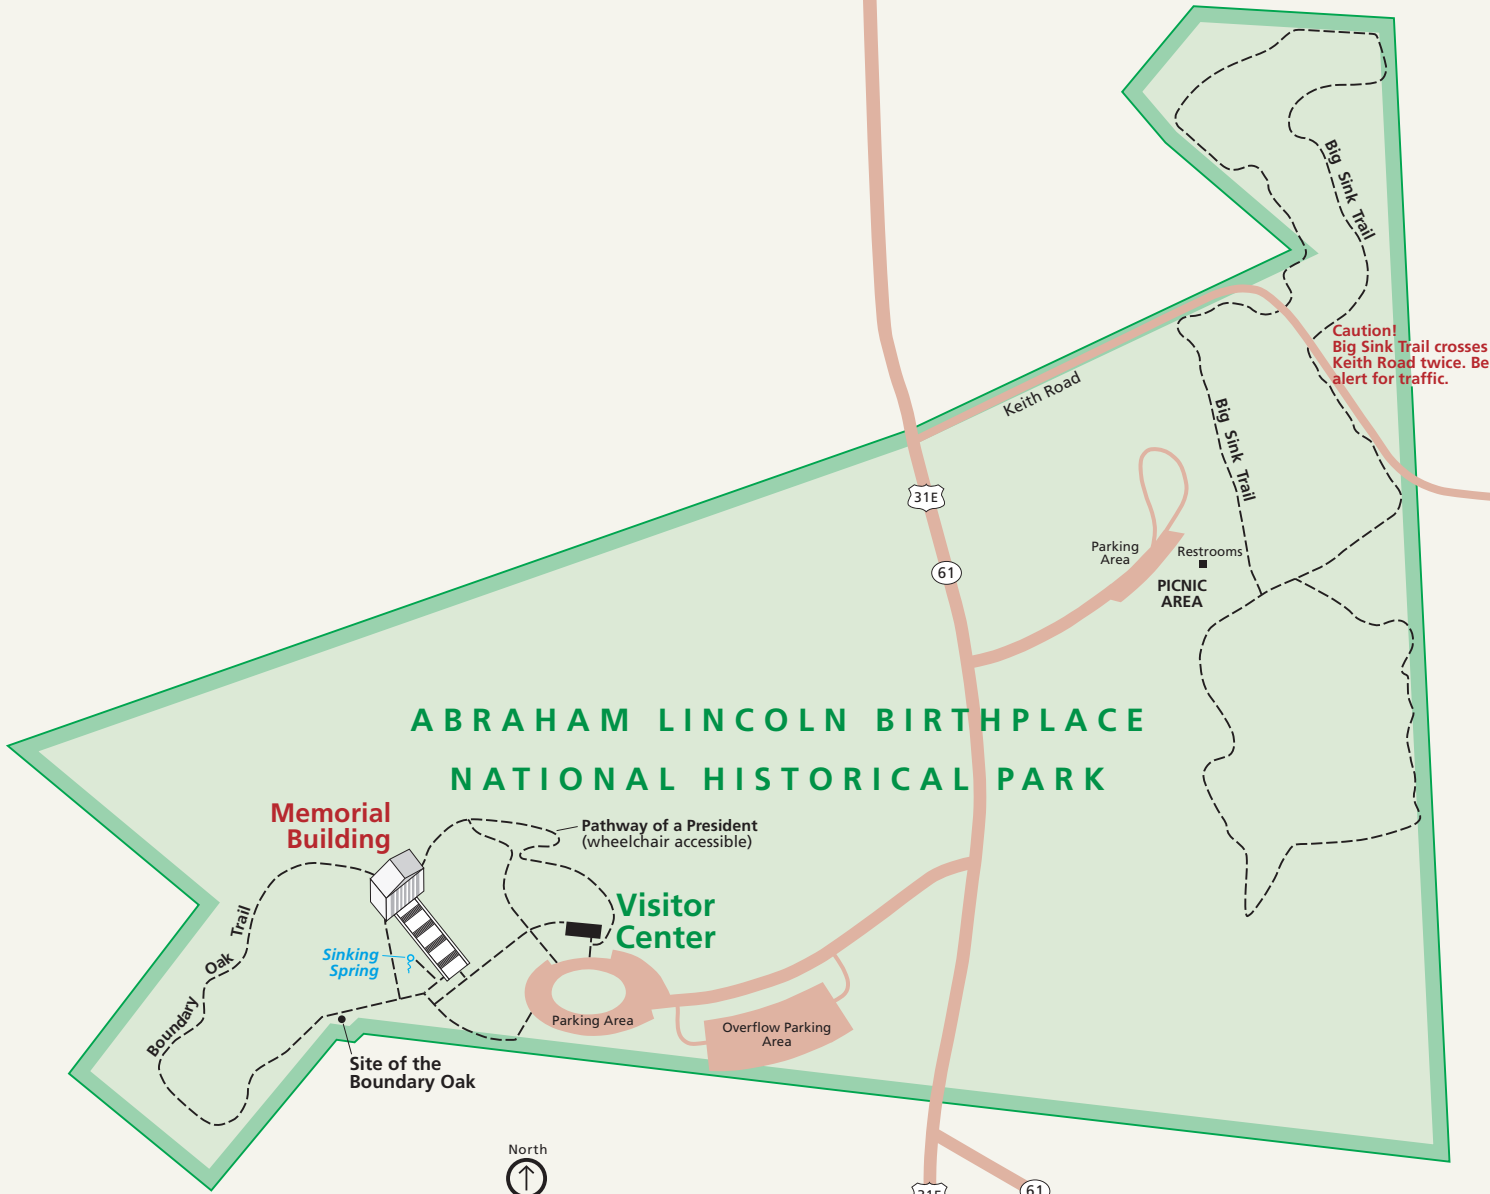 Big Sink Trail
Caution!
Big Sink Trail crosses
Keith Road twice. Be
alert for traffic.
Keith Road
Big Sink Trail
31E
Parking
Area
Restrooms
61
PICNIC
AREA
ABRAHAM LINCOLN BIRTHPLACE
NATIONAL HISTORICAL PARK
Memorial
Building
Pathway of a President
(wheelchair accessible)
Visitor
Center
Boundary Oak Trail
Sinking
Spring
Parking Area
Overflow Parking
Area
Site of the
Boundary Oak
North
31E
61